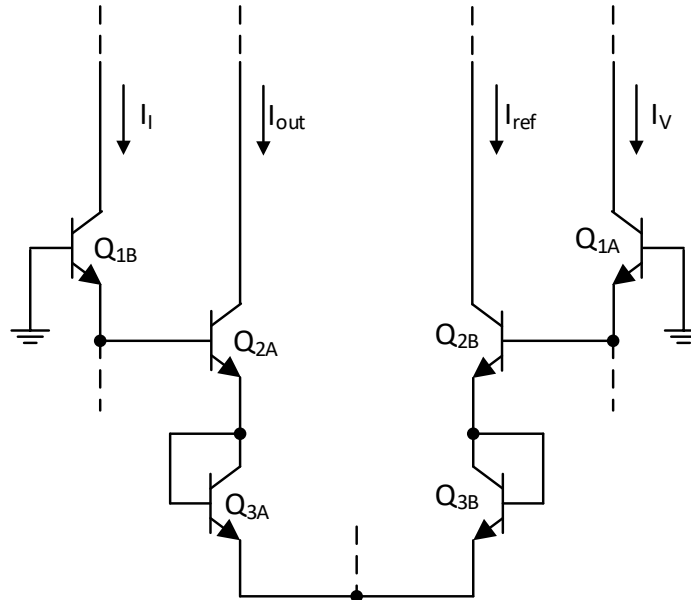 I_I
I_out
I_ref
I_V
Q_1B
Q_1A
Q_2A
Q_2B
Q_3A
Q_3B